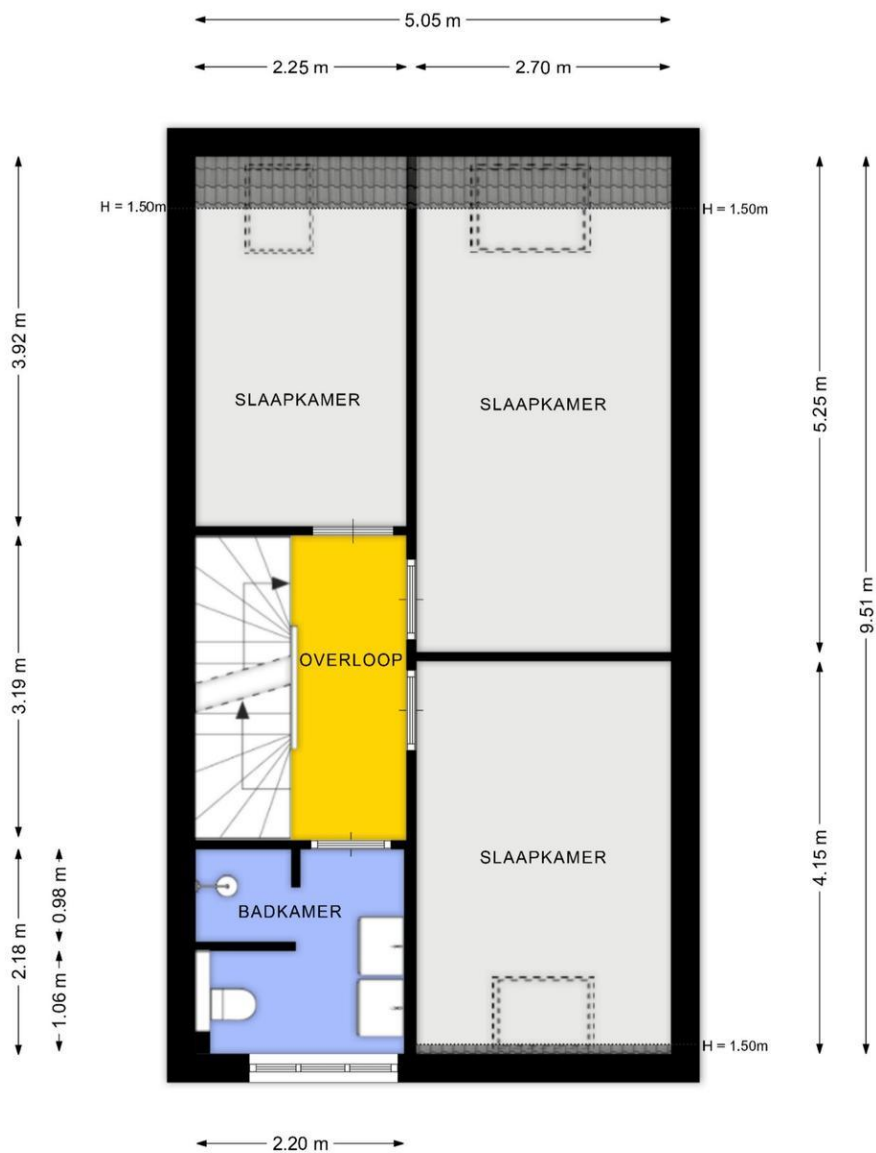 5.05 m
2.25 m
2.70 m
H = 1.50m
H = 1.50m
3.92 m
SLAAPKAMER
SLAAPKAMER
5.25 m
9.51 m
3.19 m
OVERLOOP
SLAAPKAMER
4.15 m
2.18 m
0.98 m
BADKAMER
1.06 m
H = 1.50m
2.20 m